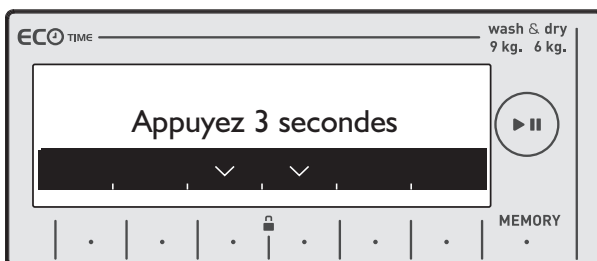 ECO TIME
wash & dry
9 kg. 6 kg.
Appuyez 3 secondes
MEMORY